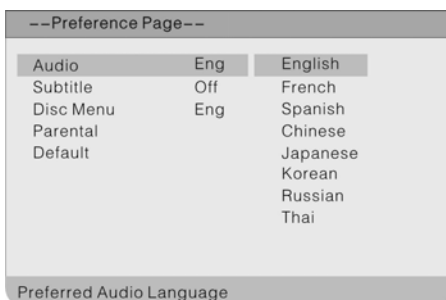 --Preference Page--
Audio Eng English
Subtitle Off French
Disc Menu Eng Spanish
Parental Chinese
Default Japanese
Korean
Russian
Thai
Preferred Audio Language